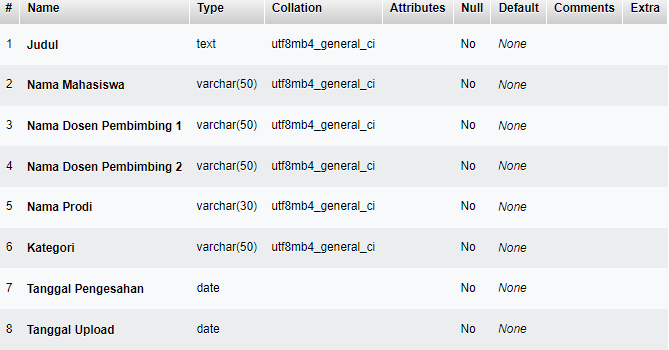 # Name Type Collation Attributes Null Default Comments Extra
1 Judul text utf8mb4_general_ci No None
2 Nama Mahasiswa varchar(50) utf8mb4_general_ci No None
3 Nama Dosen Pembimbing 1 varchar(50) utf8mb4_general_ci No None
4 Nama Dosen Pembimbing 2 varchar(50) utf8mb4_general_ci No None
5 Nama Prodi varchar(30) utf8mb4_general_ci No None
6 Kategori varchar(50) utf8mb4_general_ci No None
7 Tanggal Pengesahan date No None
8 Tanggal Upload date No None